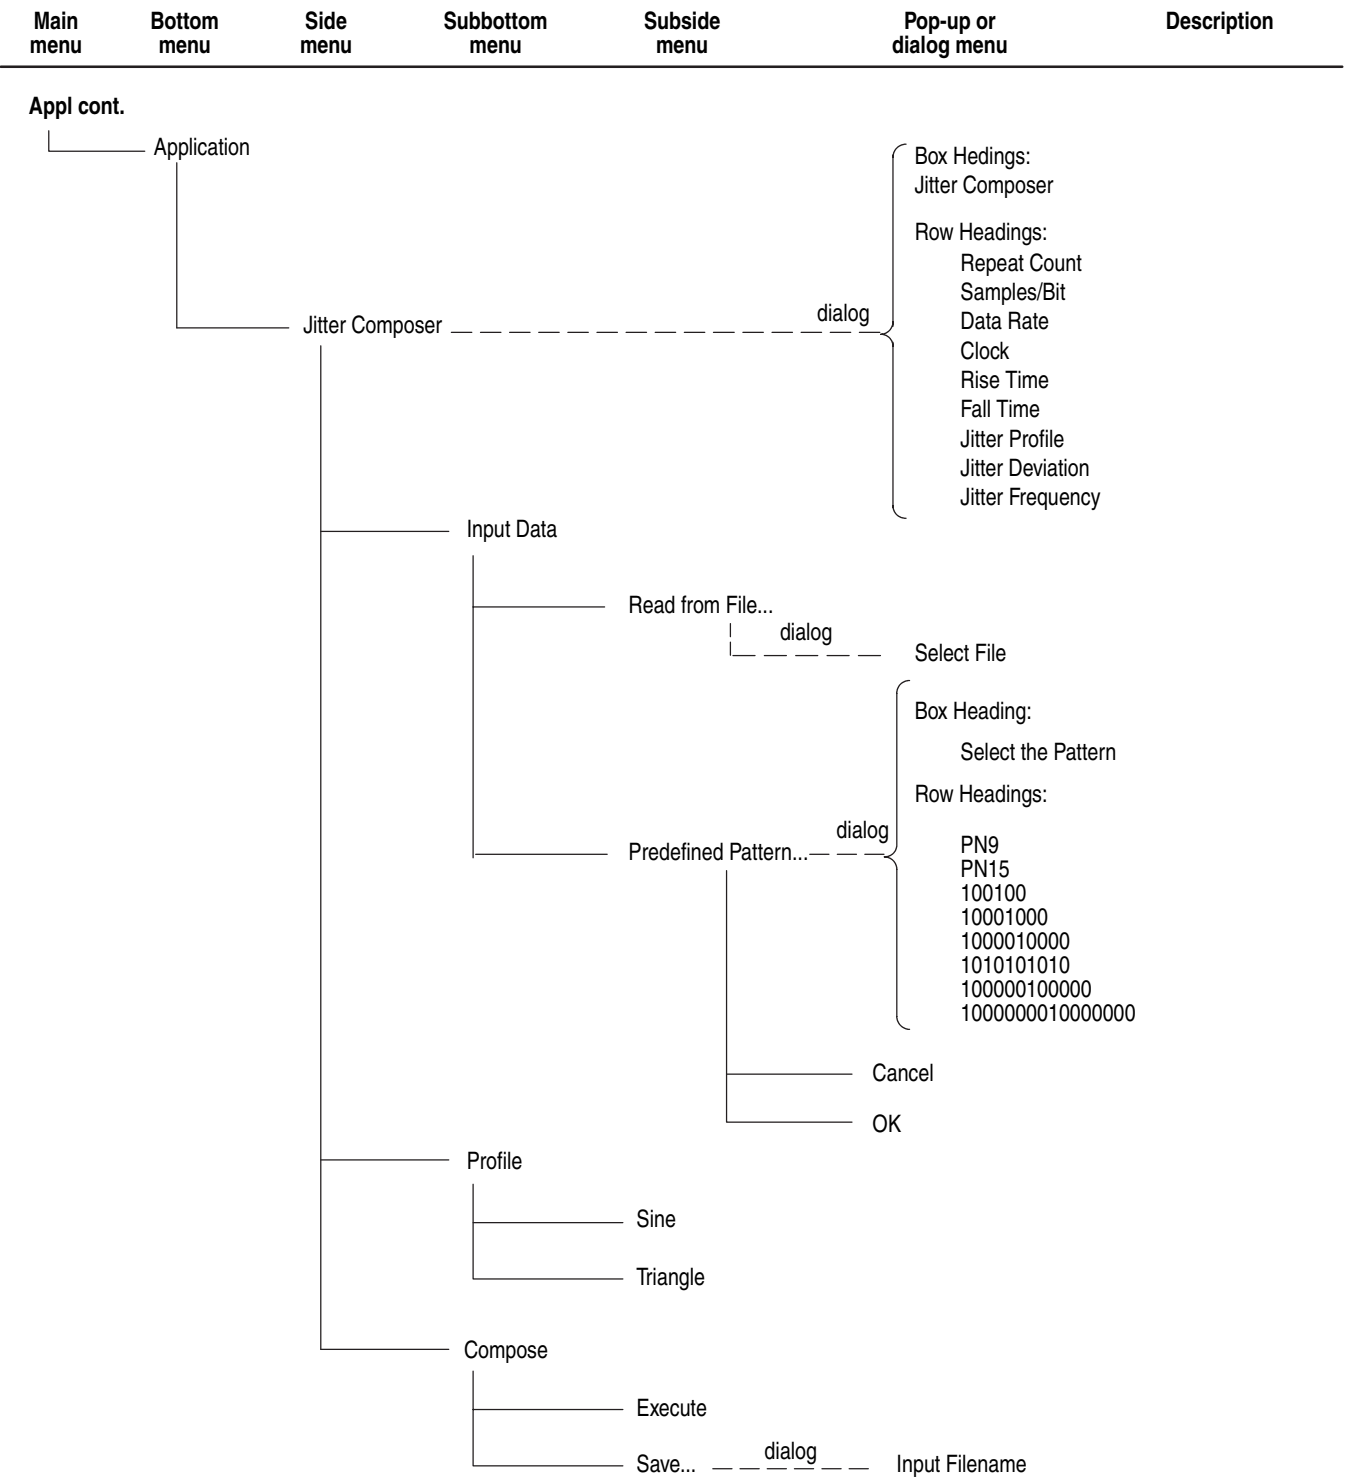 Main menu
Bottom menu
Side menu
Subbottom menu
Subside menu
Pop-up or dialog menu
Description
Appl cont.
Application
Box Hedings:
Jitter Composer
Row Headings:
Repeat Count
Samples/Bit
Data Rate
Clock
Rise Time
Fall Time
Jitter Profile
Jitter Deviation
Jitter Frequency
Jitter Composer
dialog
Input Data
Read from File...
dialog
Select File
Box Heading:
Select the Pattern
Row Headings:
PN9
PN15
100100
10001000
1000010000
1010101010
100000100000
1000000010000000
Predefined Pattern...
dialog
Cancel
OK
Profile
Sine
Triangle
Compose
Execute
Save...
dialog
Input Filename